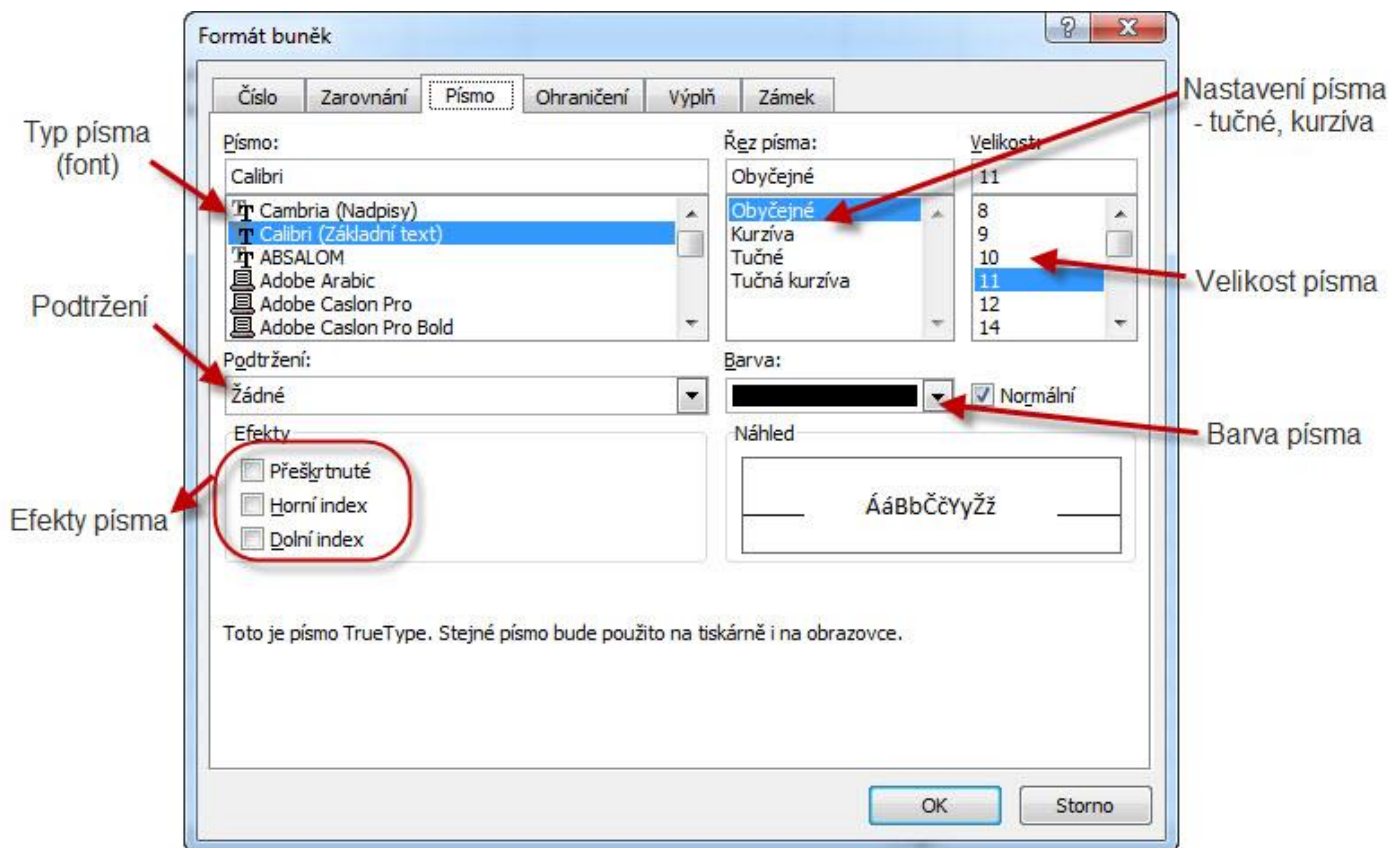 Formát buněk
Číslo Zarovnání Písmo Ohraničení Výplň Zámek
Nastavení písma
- tučné, kurzíva
Typ písma
(font)
Písmo: Řez písma: Velikost:
Calibri Obyčejné 11
Cambria (Nadpisy) Obyčejné 8
Calibri (Základní text) Kurzíva 9
ABSALOM Tučné 10
Adobe Arabic Tučná kurzíva 11
Adobe Caslon Pro 12
Adobe Caslon Pro Bold 14
Velikost písma
Podtržení
Podtržení: Barva:
Žádné Normální
Barva písma
Efekty Náhled
Přeškrtnuté
Horní index
Dolní index
ÁáBbČčYyŽž
Efekty písma
Toto je písmo TrueType. Stejné písmo bude použito na tiskárně i na obrazovce.
OK Storno